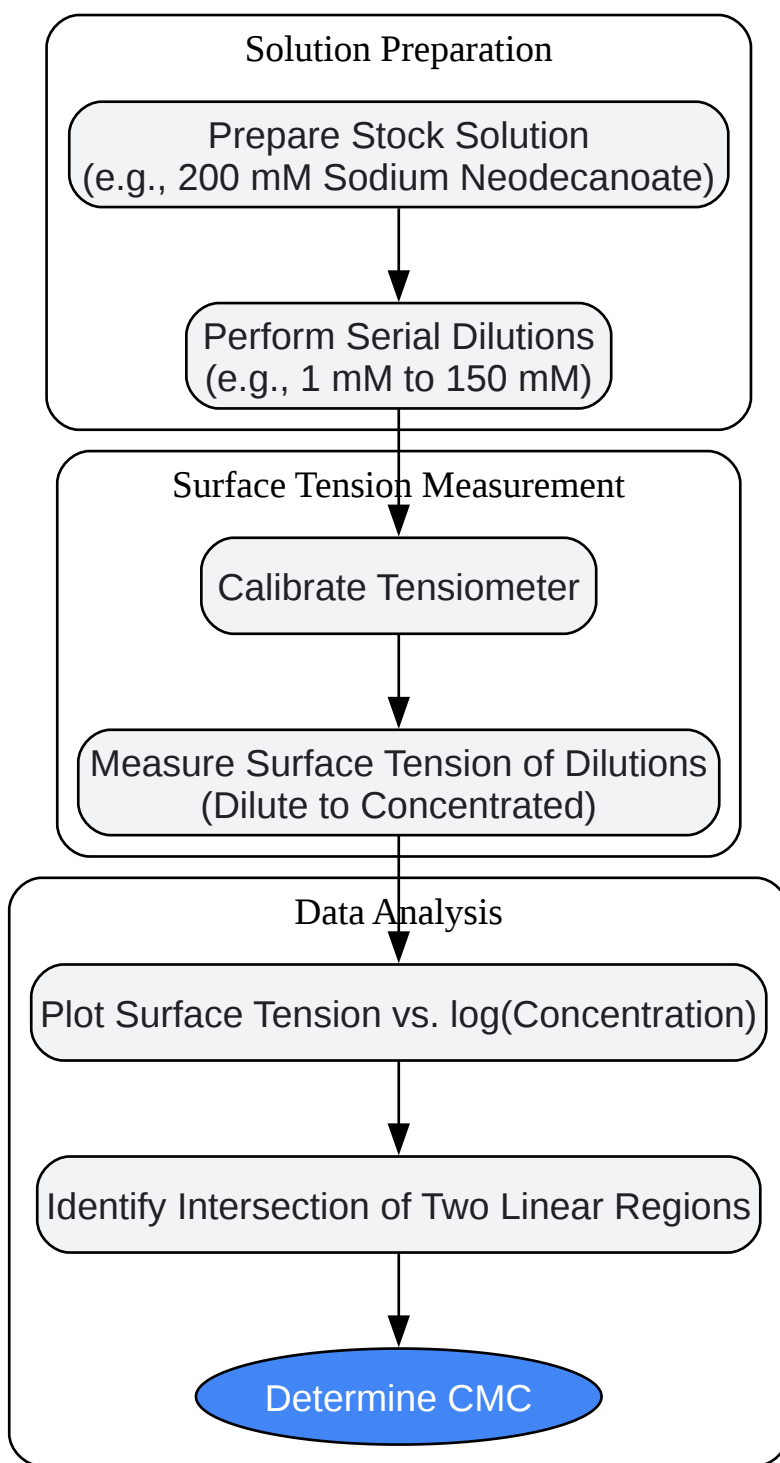 Solution Preparation
Prepare Stock Solution
(e.g., 200 mM Sodium Neodecanoate)
Perform Serial Dilutions
(e.g., 1 mM to 150 mM)
Surface Tension Measurement
Calibrate Tensiometer
Measure Surface Tension of Dilutions
(Dilute to Concentrated)
Data Analysis
Plot Surface Tension vs. log(Concentration)
Identify Intersection of Two Linear Regions
Determine CMC